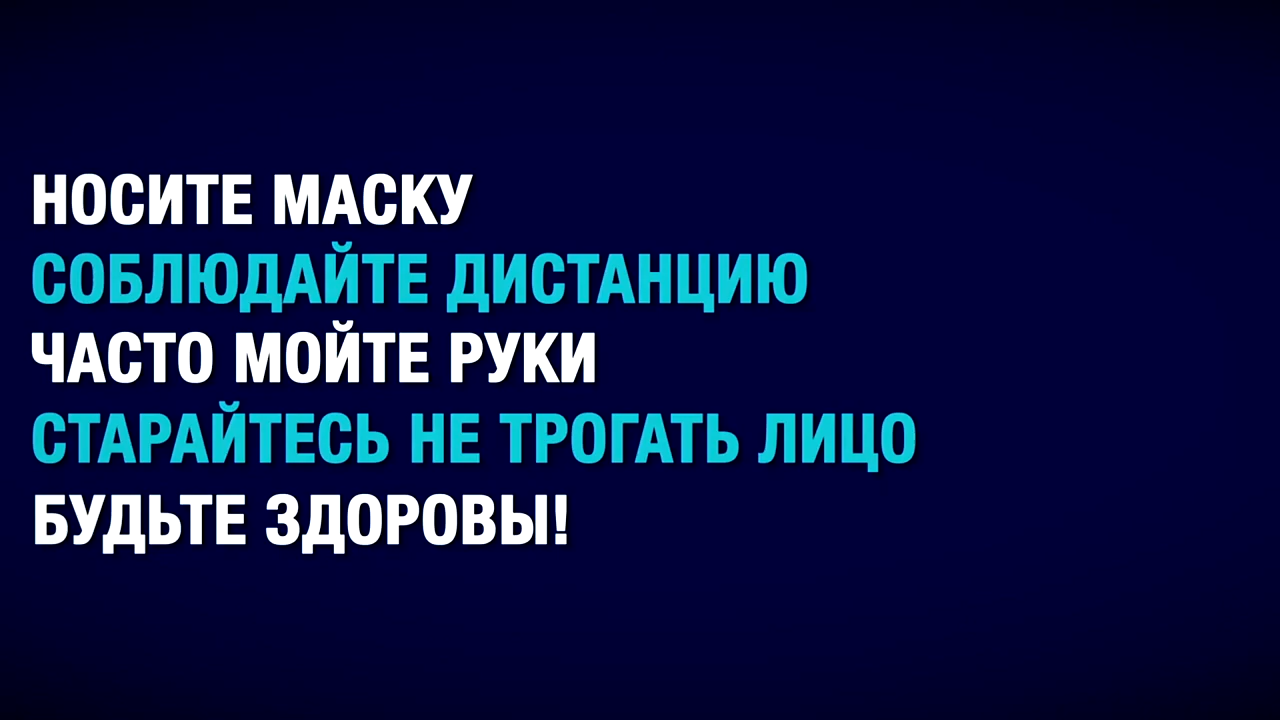 НОСИТЕ МАСКУ
СОБЛЮДАЙТЕ ДИСТАНЦИЮ
ЧАСТО МОЙТЕ РУКИ
СТАРАЙТЕСЬ НЕ ТРОГАТЬ ЛИЦО
БУДЬТЕ ЗДОРОВЫ!